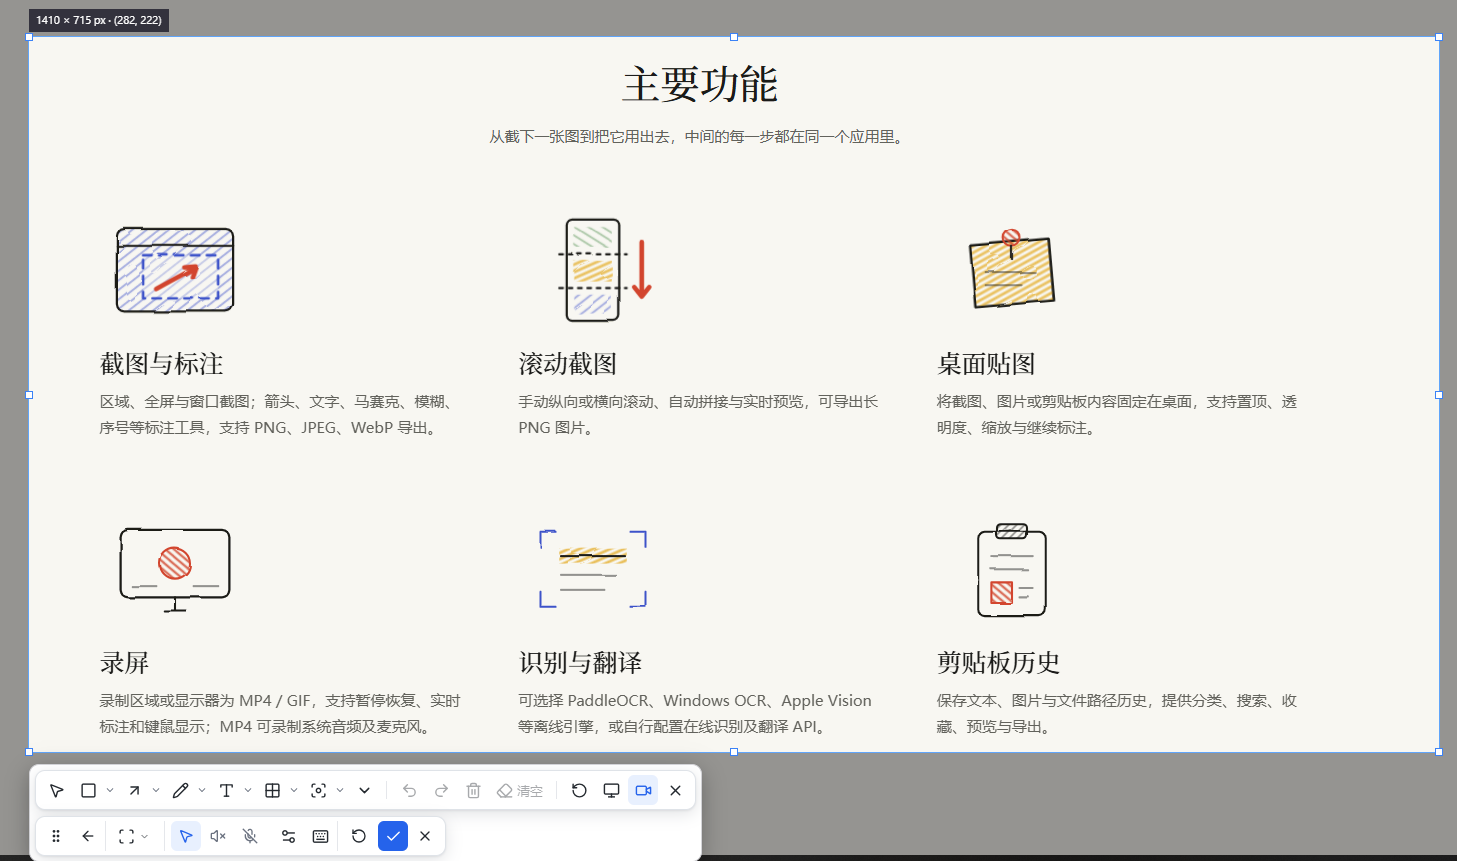 1410 × 715 px · (282, 222)
主要功能
从截下一张图到把它用出去，中间的每一步都在同一个应用里。
截图与标注
区域、全屏与窗口截图；箭头、文字、马赛克、模糊、
序号等标注工具，支持 PNG、JPEG、WebP 导出。
滚动截图
手动纵向或横向滚动、自动拼接与实时预览，可导出长
PNG 图片。
桌面贴图
将截图、图片或剪贴板内容固定在桌面，支持置顶、透
明度、缩放与继续标注。
录屏
录制区域或显示器为 MP4 / GIF，支持暂停恢复、实时
标注和键鼠显示；MP4 可录制系统音频及麦克风。
识别与翻译
可选择 PaddleOCR、Windows OCR、Apple Vision
等离线引擎，或自行配置在线识别及翻译 API。
剪贴板历史
保存文本、图片与文件路径历史，提供分类、搜索、收
藏、预览与导出。
清空